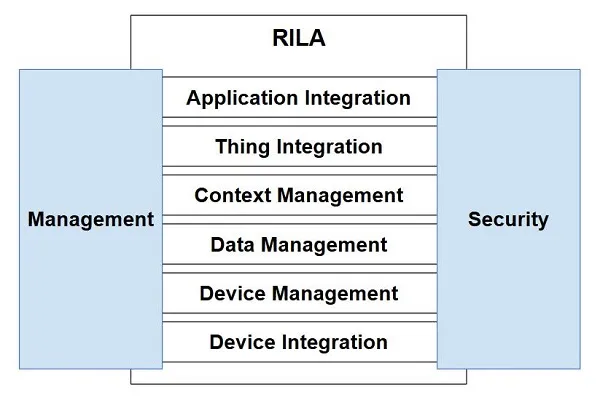 RILA
Application Integration
Thing Integration
Context Management
Management
Security
Data Management
Device Management
Device Integration